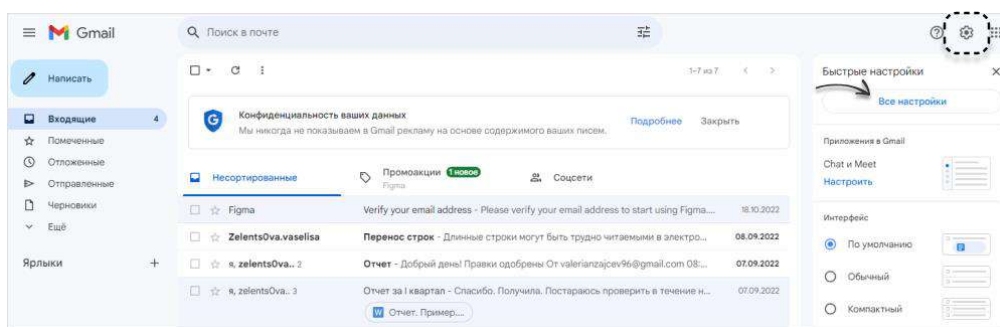 Gmail
Поиск в почте
Написать
1–7 из 7
Быстрые настройки
Все настройки
Конфиденциальность ваших данных
Мы никогда не показываем в Gmail рекламу на основе содержимого ваших писем.
Подробнее
Закрыть
Входящие 4
Помеченные
Отложенные
Отправленные
Черновики
Ещё
Ярлыки +
Несортированные
Промоакции 1 новое
Figma
Соцсети
Figma Verify your email address - Please verify your email address to start using Figma.... 18.10.2022
Zelents0va.vaselisa Перенос строк - Длинные строки могут быть трудно читаемыми в электро... 08.09.2022
я, zelents0va.. 2 Отчет - Добрый день! Правки одобрены От valerianzajcev96@gmail.com 08:... 07.09.2022
я, zelents0va.. 3 Отчет за I квартал - Спасибо. Получила. Постараюсь проверить в течение н... 07.09.2022
W Отчет. Пример....
Приложения в Gmail
Chat и Meet
Настроить
Интерфейс
По умолчанию
Обычный
Компактный